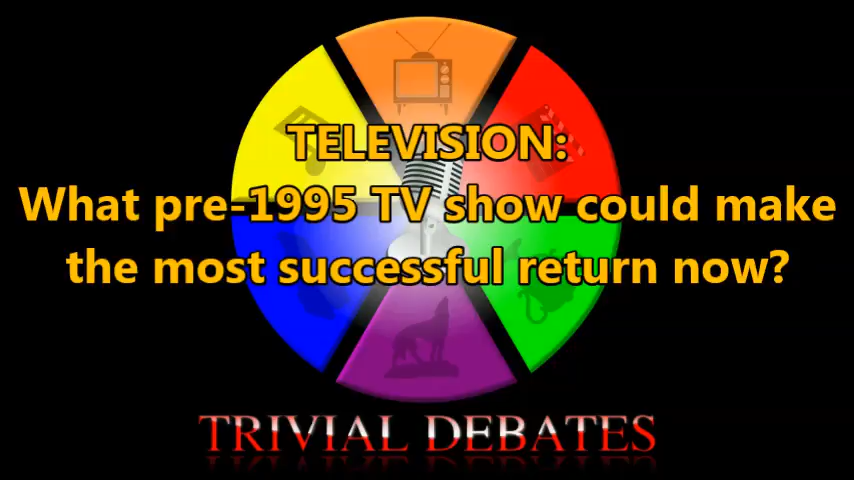 TELEVISION:
What pre-1995 TV show could make
the most successful return now?
TRIVIAL DEBATES